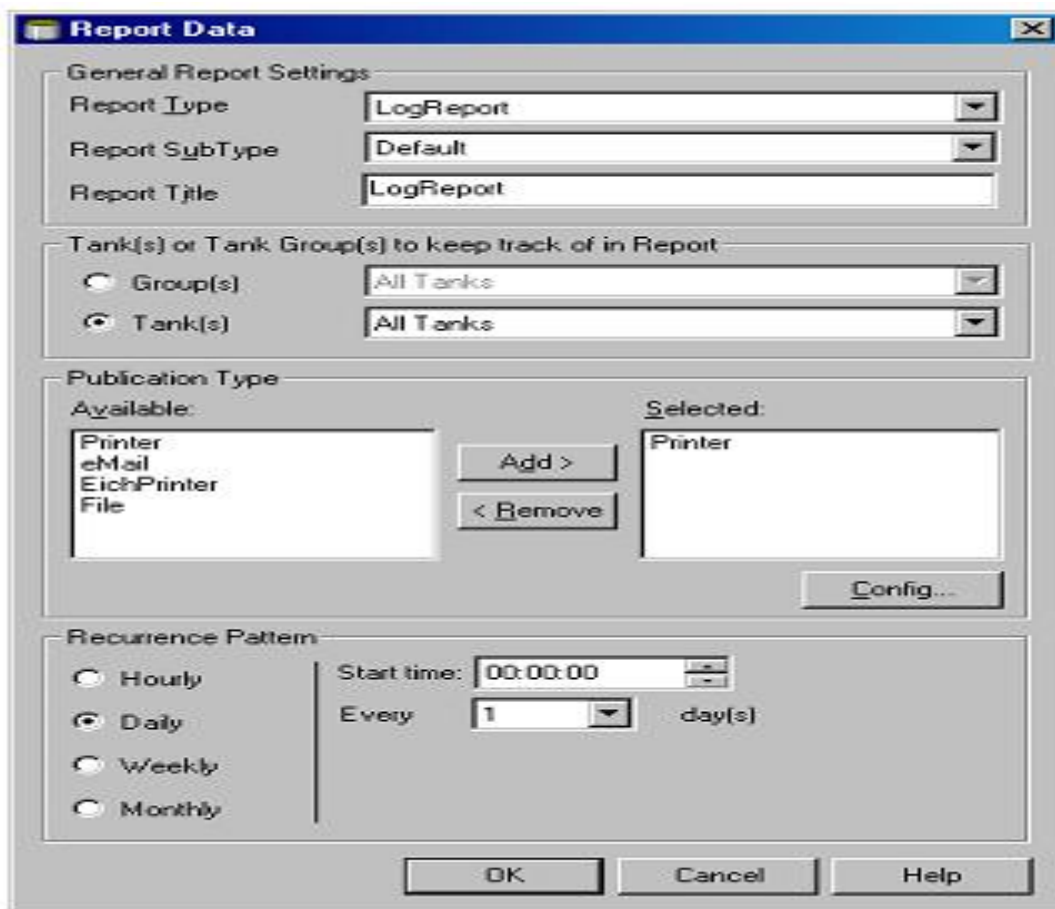 Report Data
General Report Settings
Report Type LogReport
Report SubType Default
Report Title LogReport
Tank(s) or Tank Group(s) to keep track of in Report
Group(s) All Tanks
Tank(s) All Tanks
Publication Type
Available: Selected:
Printer Printer
eMail
EichPrinter
File
Add >
< Remove
Config...
Recurrence Pattern
Hourly Start time: 00:00:00
Daily Every 1 day(s)
Weekly
Monthly
OK Cancel Help